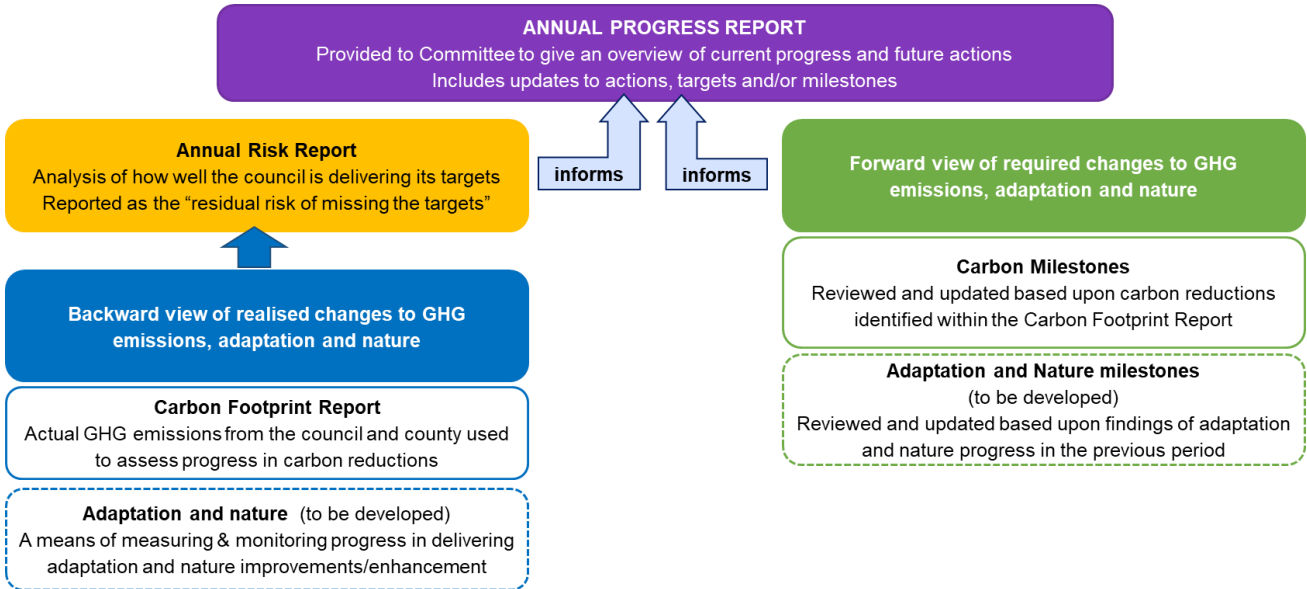 ANNUAL PROGRESS REPORT
Provided to Committee to give an overview of current progress and future actions
Includes updates to actions, targets and/or milestones
Annual Risk Report
Analysis of how well the council is delivering its targets
Reported as the “residual risk of missing the targets”
informs
informs
Forward view of required changes to GHG
emissions, adaptation and nature
Backward view of realised changes to GHG
emissions, adaptation and nature
Carbon Milestones
Reviewed and updated based upon carbon reductions
identified within the Carbon Footprint Report
Carbon Footprint Report
Actual GHG emissions from the council and county used
to assess progress in carbon reductions
Adaptation and Nature milestones
(to be developed)
Reviewed and updated based upon findings of adaptation
and nature progress in the previous period
Adaptation and nature (to be developed)
A means of measuring & monitoring progress in delivering
adaptation and nature improvements/enhancement